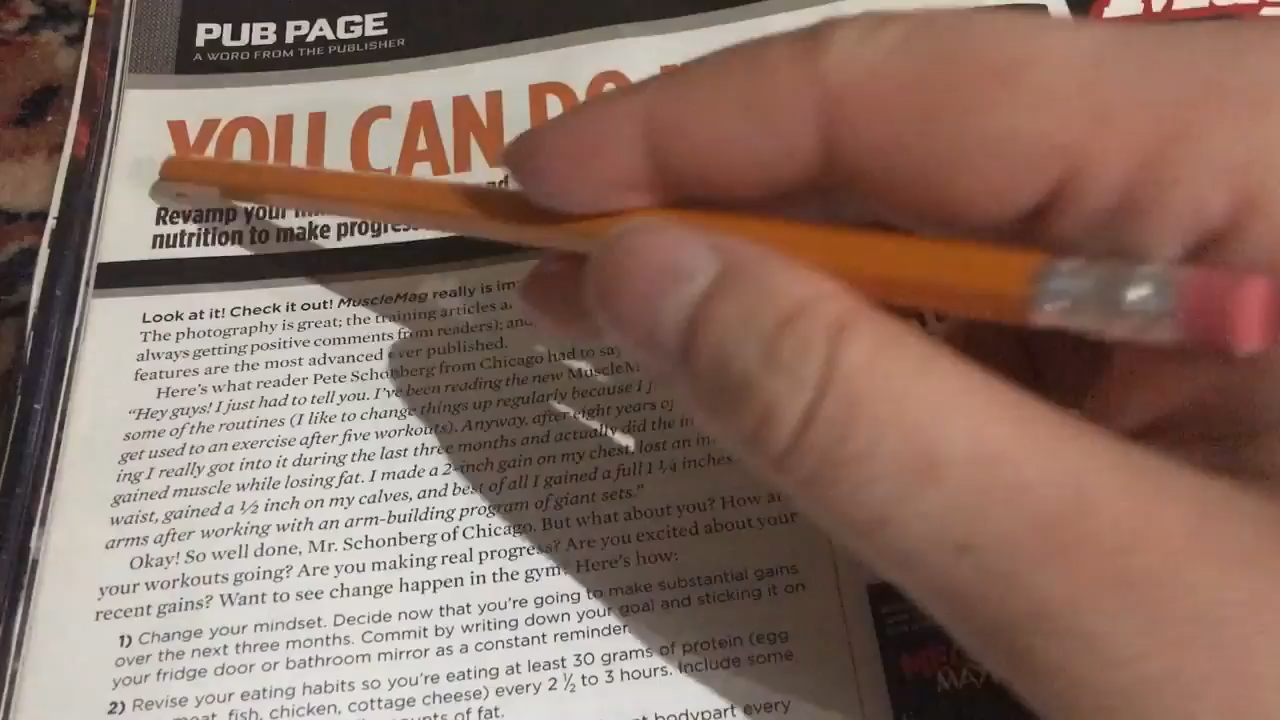 PUB PAGE
A WORD FROM THE PUBLISHER
YOU CAN DO
Revamp your
nutrition to make
Look at it! Check it out! MuscleMag really is
The photography is great; the training articles
always getting positive comments from readers);
features are the most advanced ever published.
Here's what reader Pete from Chicago had to say
“Hey guys! I just had to tell you. I've been reading the new
some of the routines (I like to change things up regularly because I
get used to an exercise after five workouts). Anyway, after eight years
ing I really got into it during the last three months and actually did the
gained muscle while losing fat. I made a 2-inch gain on my chest, lost an
waist, gained a ½ inch on my calves, and best of all I gained a full 1 ¼ inches
arms after working with an arm-building program of giant sets.”
Okay! So well done, Mr. Schonberg of Chicago. But what about you? How
your workouts going? Are you making real progress? Are you excited about your
recent gains? Want to see change happen in the gym? Here's how:
1) Change your mindset. Decide now that you're going to make substantial gains
over the next three months. Commit by writing down your goal and sticking it on
your fridge door or bathroom mirror as a constant reminder.
2) Revise your eating habits so you're eating at least 30 grams of protein (egg
fish, chicken, cottage cheese) every 2 ½ to 3 hours. Include some
of fat.
bodypart every